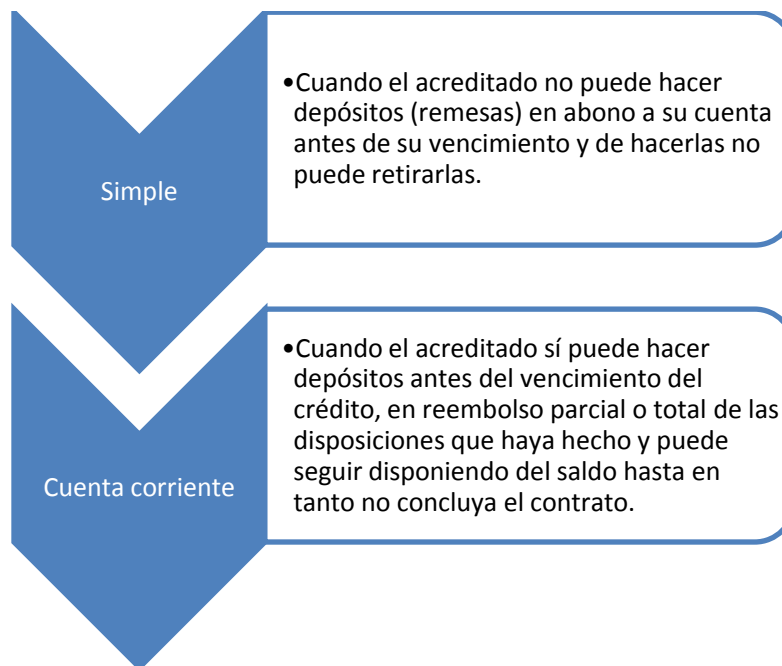 Simple
•Cuando el acreditado no puede hacer
depósitos (remesas) en abono a su cuenta
antes de su vencimiento y de hacerlas no
puede retirarlas.
Cuenta corriente
•Cuando el acreditado sí puede hacer
depósitos antes del vencimiento del
crédito, en reembolso parcial o total de las
disposiciones que haya hecho y puede
seguir disponiendo del saldo hasta en
tanto no concluya el contrato.